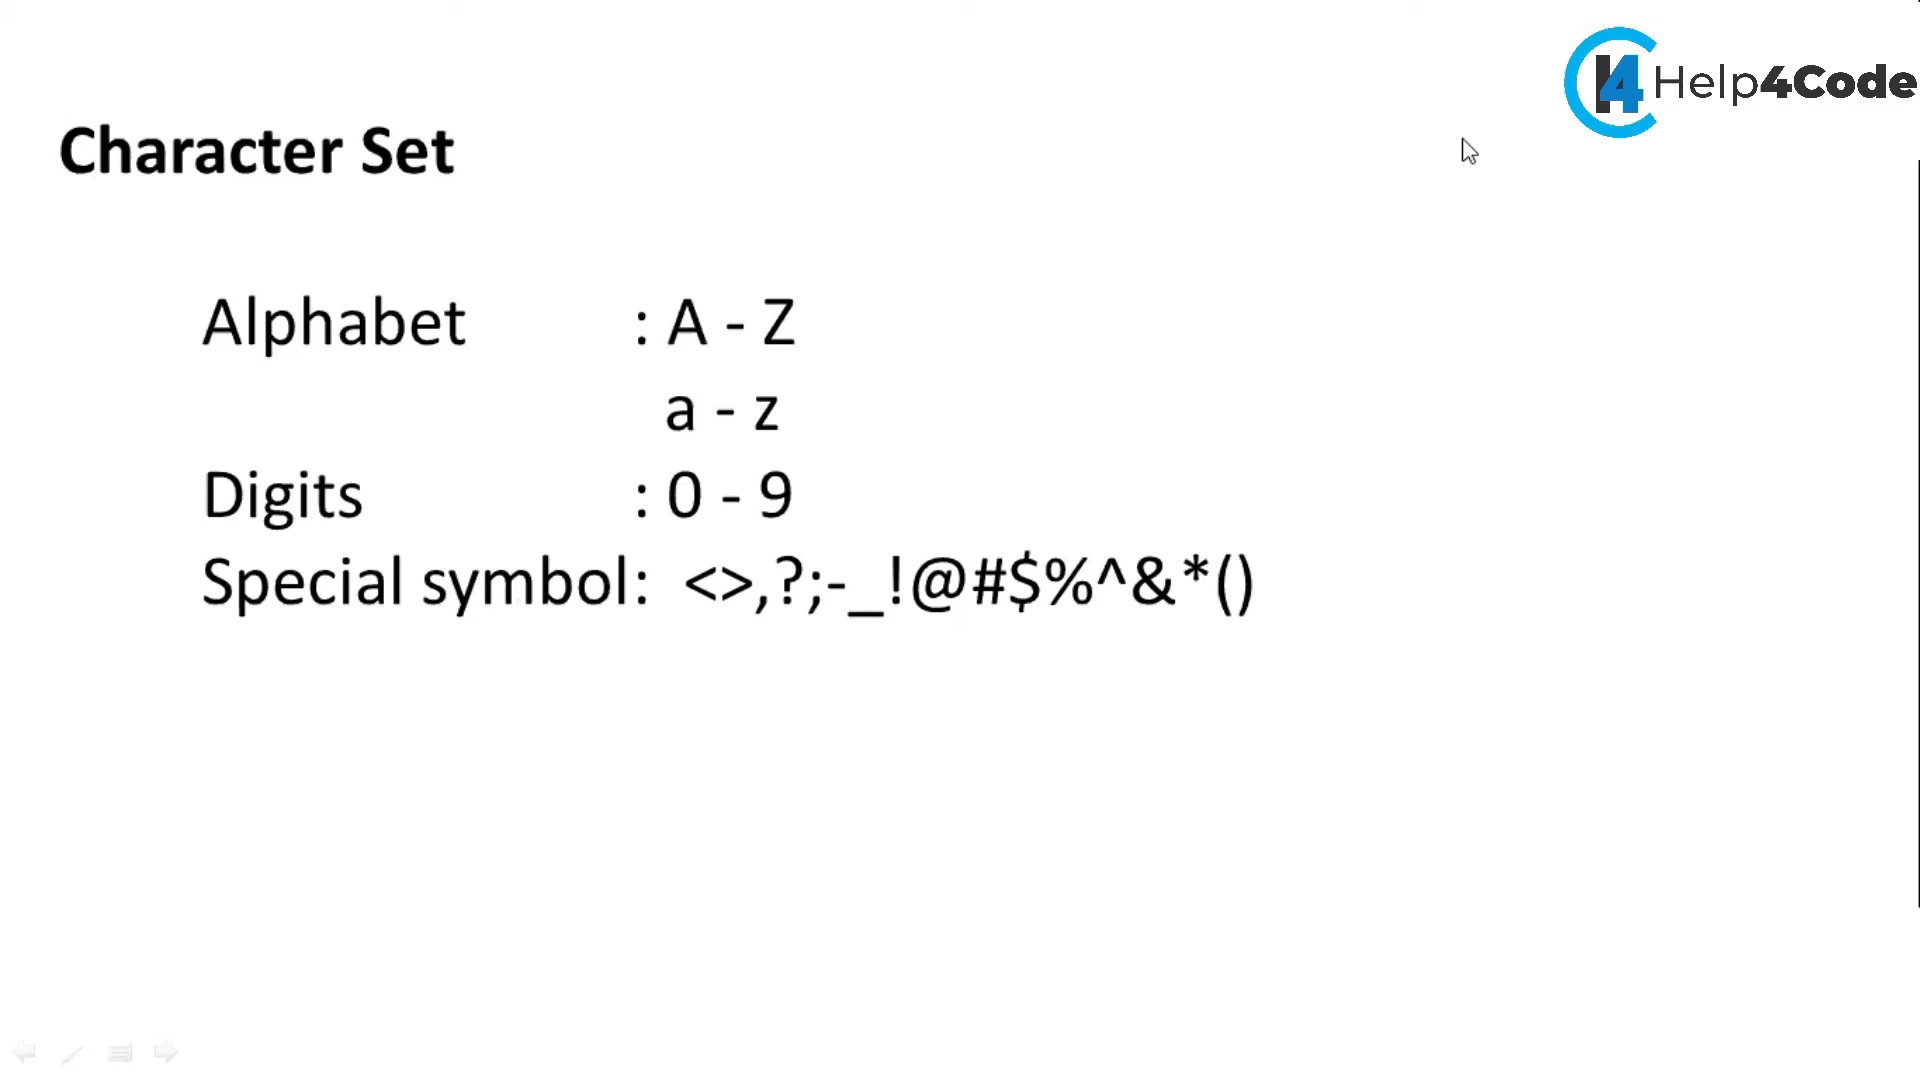 Help4Code
Character Set
Alphabet : A - Z
a - z
Digits : 0 - 9
Special symbol: <>,?;-_!@#$%^&*()